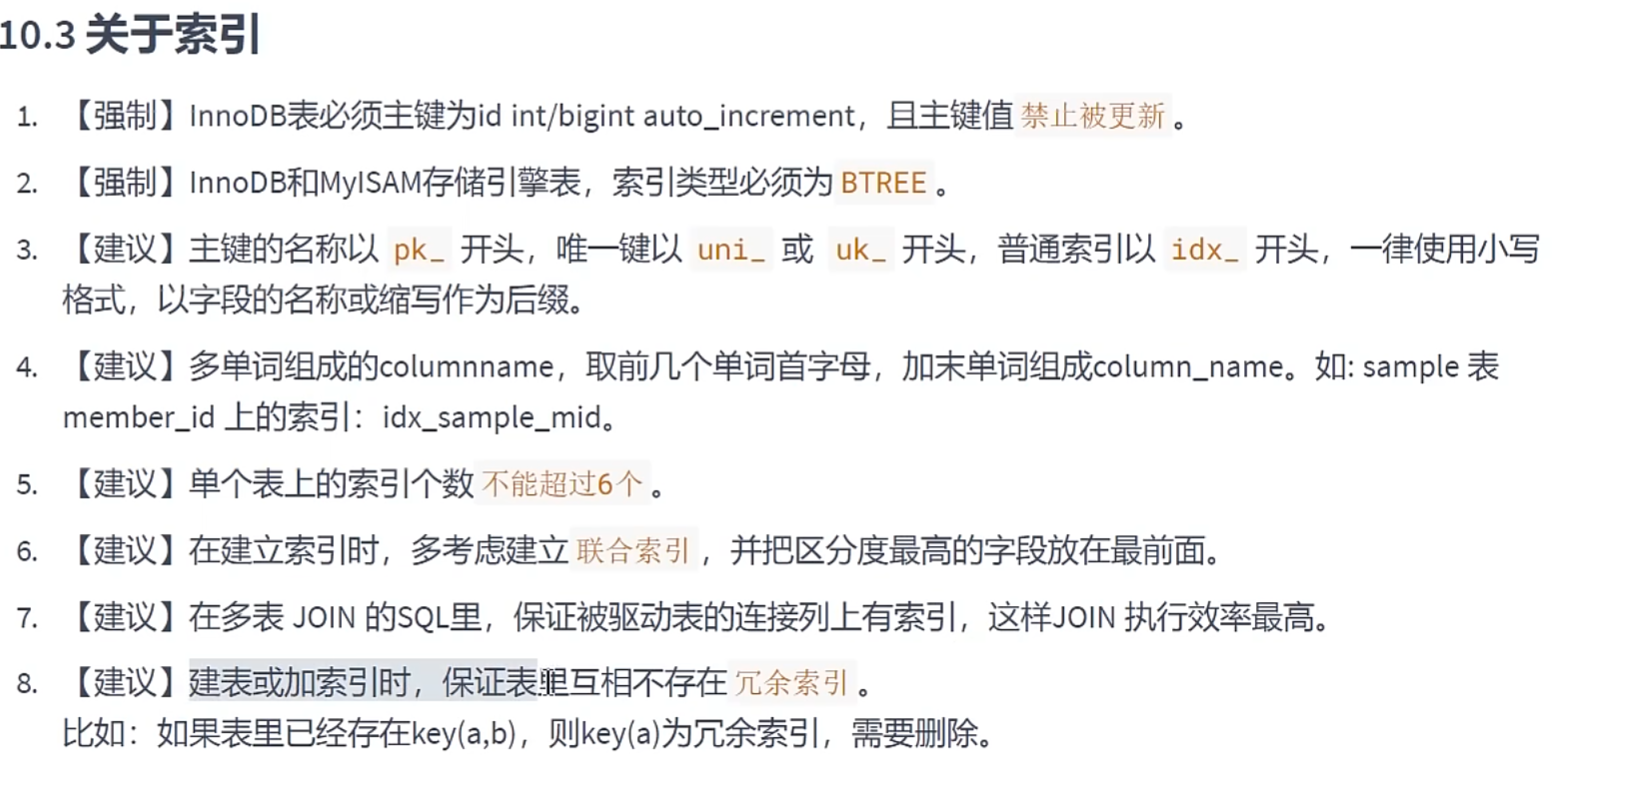 10.3 关于索引
1. 【强制】InnoDB表必须主键为id int/bigint auto_increment，且主键值 禁止被更新 。
2. 【强制】InnoDB和MyISAM存储引擎表，索引类型必须为 BTREE 。
3. 【建议】主键的名称以 pk_ 开头，唯一键以 uni_ 或 uk_ 开头，普通索引以 idx_ 开头，一律使用小写
格式，以字段的名称或缩写作为后缀。
4. 【建议】多单词组成的columnname，取前几个单词首字母，加末单词组成column_name。如: sample 表
member_id 上的索引：idx_sample_mid。
5. 【建议】单个表上的索引个数 不能超过6个 。
6. 【建议】在建立索引时，多考虑建立 联合索引 ，并把区分度最高的字段放在最前面。
7. 【建议】在多表 JOIN 的SQL里，保证被驱动表的连接列上有索引，这样JOIN 执行效率最高。
8. 【建议】建表或加索引时，保证表里互相不存在 冗余索引 。
比如：如果表里已经存在key(a,b)，则key(a)为冗余索引，需要删除。